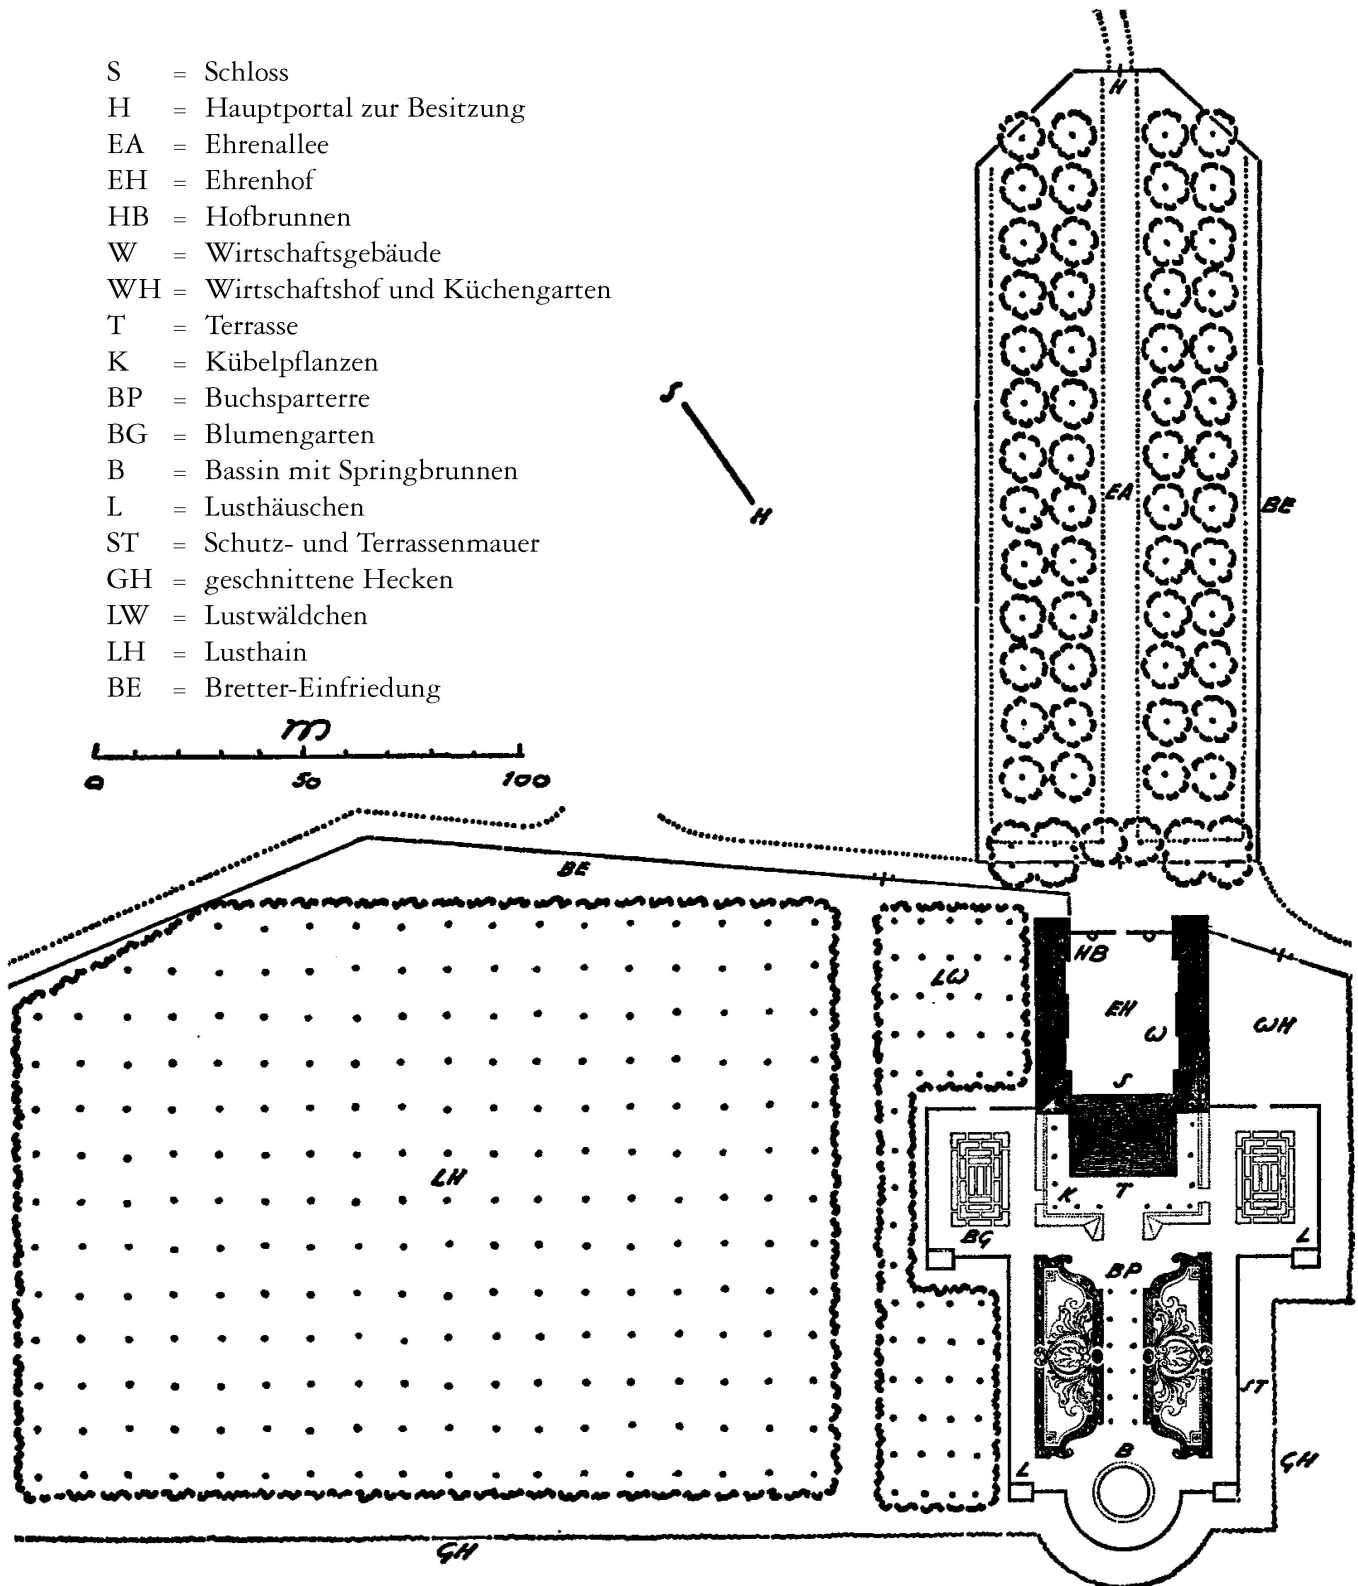 S = Schloss
H = Hauptportal zur Besitzung
EA = Ehrenallee
EH = Ehrenhof
HB = Hofbrunnen
W = Wirtschaftsgebäude
WH = Wirtschaftshof und Küchengarten
T = Terrasse
K = Kübelpflanzen
BP = Buchsparterre
BG = Blumengarten
B = Bassin mit Springbrunnen
L = Lusthäuschen
ST = Schutz- und Terrassenmauer
GH = geschnittene Hecken
LW = Lustwäldchen
LH = Lusthain
BE = Bretter-Einfriedung
m
0 50 100
S
H
H
EA
BE
BE
HB
LW
EH
W
WH
S
LH
K
T
BG
L
BP
ST
B
L
GH
GH